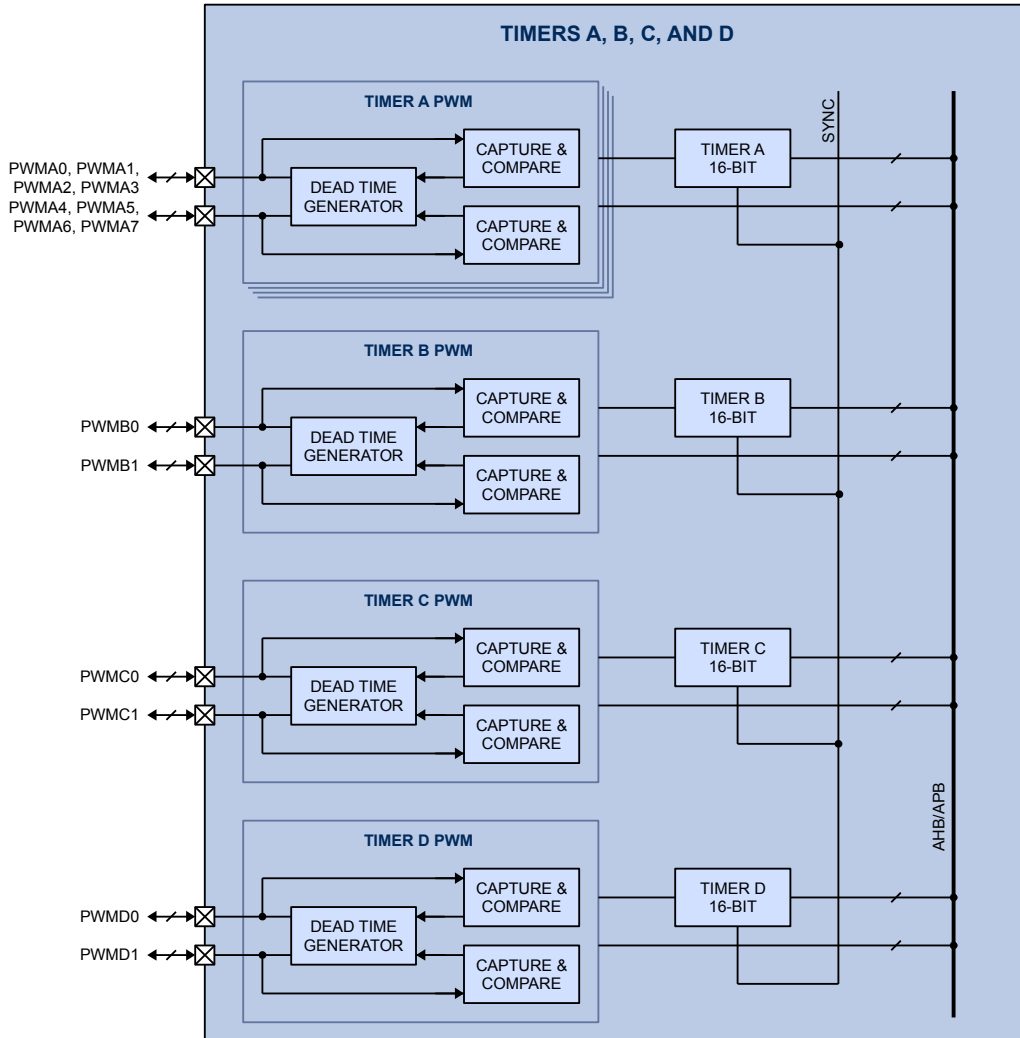 TIMERS A, B, C, AND D
TIMER A PWM
SYNC
PWMA0, PWMA1,
PWMA2, PWMA3
PWMA4, PWMA5,
PWMA6, PWMA7
DEAD TIME
GENERATOR
CAPTURE &
COMPARE
CAPTURE &
COMPARE
TIMER A
16-BIT
TIMER B PWM
PWMB0
PWMB1
DEAD TIME
GENERATOR
CAPTURE &
COMPARE
CAPTURE &
COMPARE
TIMER B
16-BIT
TIMER C PWM
PWMC0
PWMC1
DEAD TIME
GENERATOR
CAPTURE &
COMPARE
CAPTURE &
COMPARE
TIMER C
16-BIT
AHB/APB
TIMER D PWM
PWMD0
PWMD1
DEAD TIME
GENERATOR
CAPTURE &
COMPARE
CAPTURE &
COMPARE
TIMER D
16-BIT